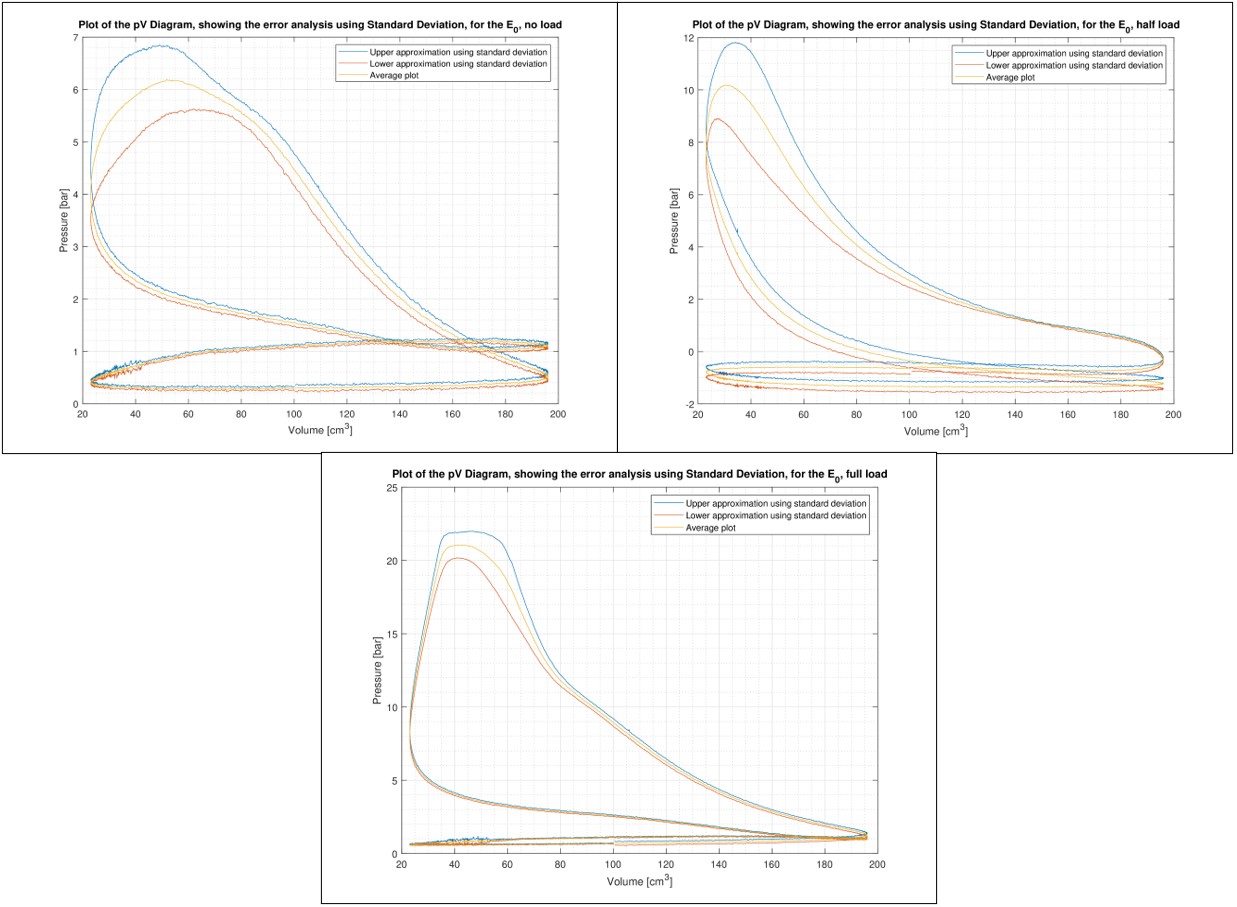 Plot of the pV Diagram, showing the error analysis using Standard Deviation, for the E0, no load
7
6
5
4
3
2
1
0
Pressure [bar]
Upper approximation using standard deviation
Lower approximation using standard deviation
Average plot
20 40 60 80 100 120 140 160 180 200
Volume [cm3]
Plot of the pV Diagram, showing the error analysis using Standard Deviation, for the E0, half load
12
10
8
6
4
2
0
-2
Pressure [bar]
Upper approximation using standard deviation
Lower approximation using standard deviation
Average plot
20 40 60 80 100 120 140 160 180 200
Volume [cm3]
Plot of the pV Diagram, showing the error analysis using Standard Deviation, for the E0, full load
25
20
15
10
5
0
Pressure [bar]
Upper approximation using standard deviation
Lower approximation using standard deviation
Average plot
20 40 60 80 100 120 140 160 180 200
Volume [cm3]